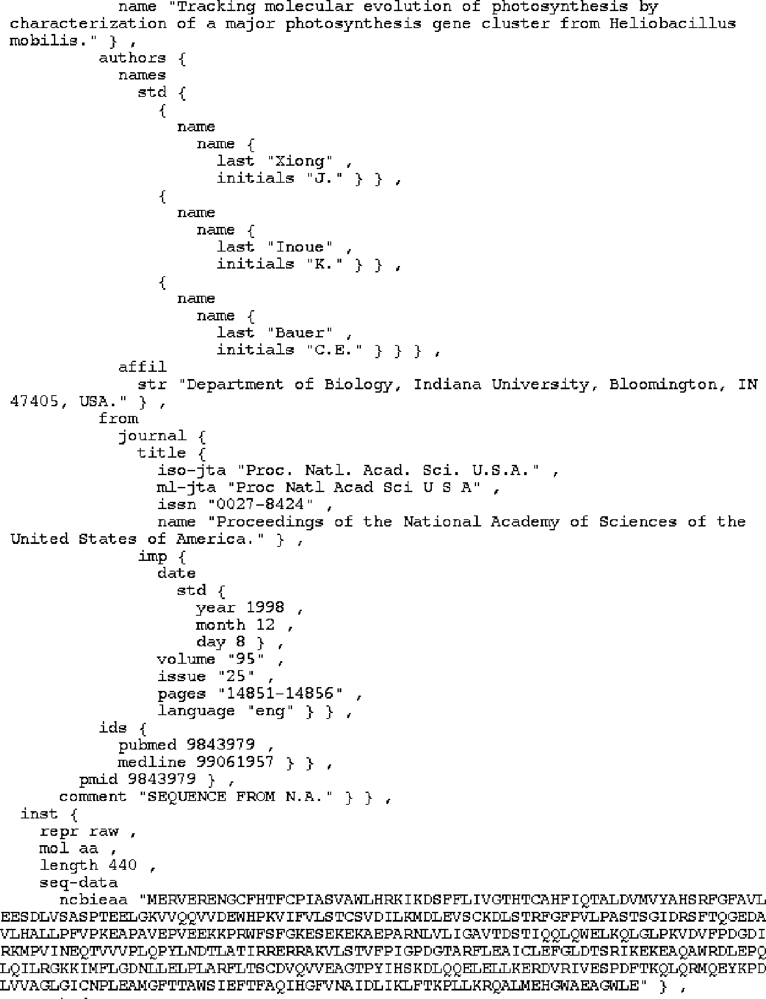 name "Tracking molecular evolution of photosynthesis by
characterization of a major photosynthesis gene cluster from Heliobacillus
mobilis." } ,
authors {
names
std {
{
name
name {
last "Xiong" ,
initials "J." } } ,
{
name
name {
last "Inoue" ,
initials "K." } } ,
{
name
name {
last "Bauer" ,
initials "C.E." } } } ,
affil
str "Department of Biology, Indiana University, Bloomington, IN
47405, USA." } ,
from
journal {
title {
iso-jta "Proc. Natl. Acad. Sci. U.S.A." ,
ml-jta "Proc Natl Acad Sci U S A" ,
issn "0027-8424" ,
name "Proceedings of the National Academy of Sciences of the
United States of America." } ,
imp {
date
std {
year 1998 ,
month 12 ,
day 8 } ,
volume "95" ,
issue "25" ,
pages "14851-14856" ,
language "eng" } } ,
ids {
pubmed 9843979 ,
medline 99061957 } } ,
pmid 9843979 } ,
comment "SEQUENCE FROM N.A." } } ,
inst {
repr raw ,
mol aa ,
length 440 ,
seq-data
ncbieaa "MERVERENGCFHTFCPIASVAWLHRKIKDSFFLIVGTHTCAHFIQTALDVMVYAHSRFGFAVL
EESDLVSASPTEELGKVVQQVVDEWHPKVIFVLSTCSVDILKMDLEVSCKDLSTRFGFPVLPASTSGIDRSFTQGEDA
VLHALLPFVPKEAPAVEPVEEKKPRWFSFGKESEKEKAEPARNLVLIGAVTDSTIQQLQWELKQLGLPKVDVFPDGDI
RKMPVINEQTVVVPLQPYLNDTLATIRRERRAKVLSTVFPIGPDGTARFLEAICLEFGLDTSRIKEKEAQAWRDLEPQ
LQILRGKKIMFLGDNLLELPLARFLTSCDVQVVEAGTPYIHSKDLQQELELLKERDVRIVESPDFTKQLQRMQEYKPD
LVVAGLGICNPLEAMGFTTAWSIEFTFAQIHGFVNAIDLIKLFTKPLLKRQALMEHGWAEAGWLE" } ,